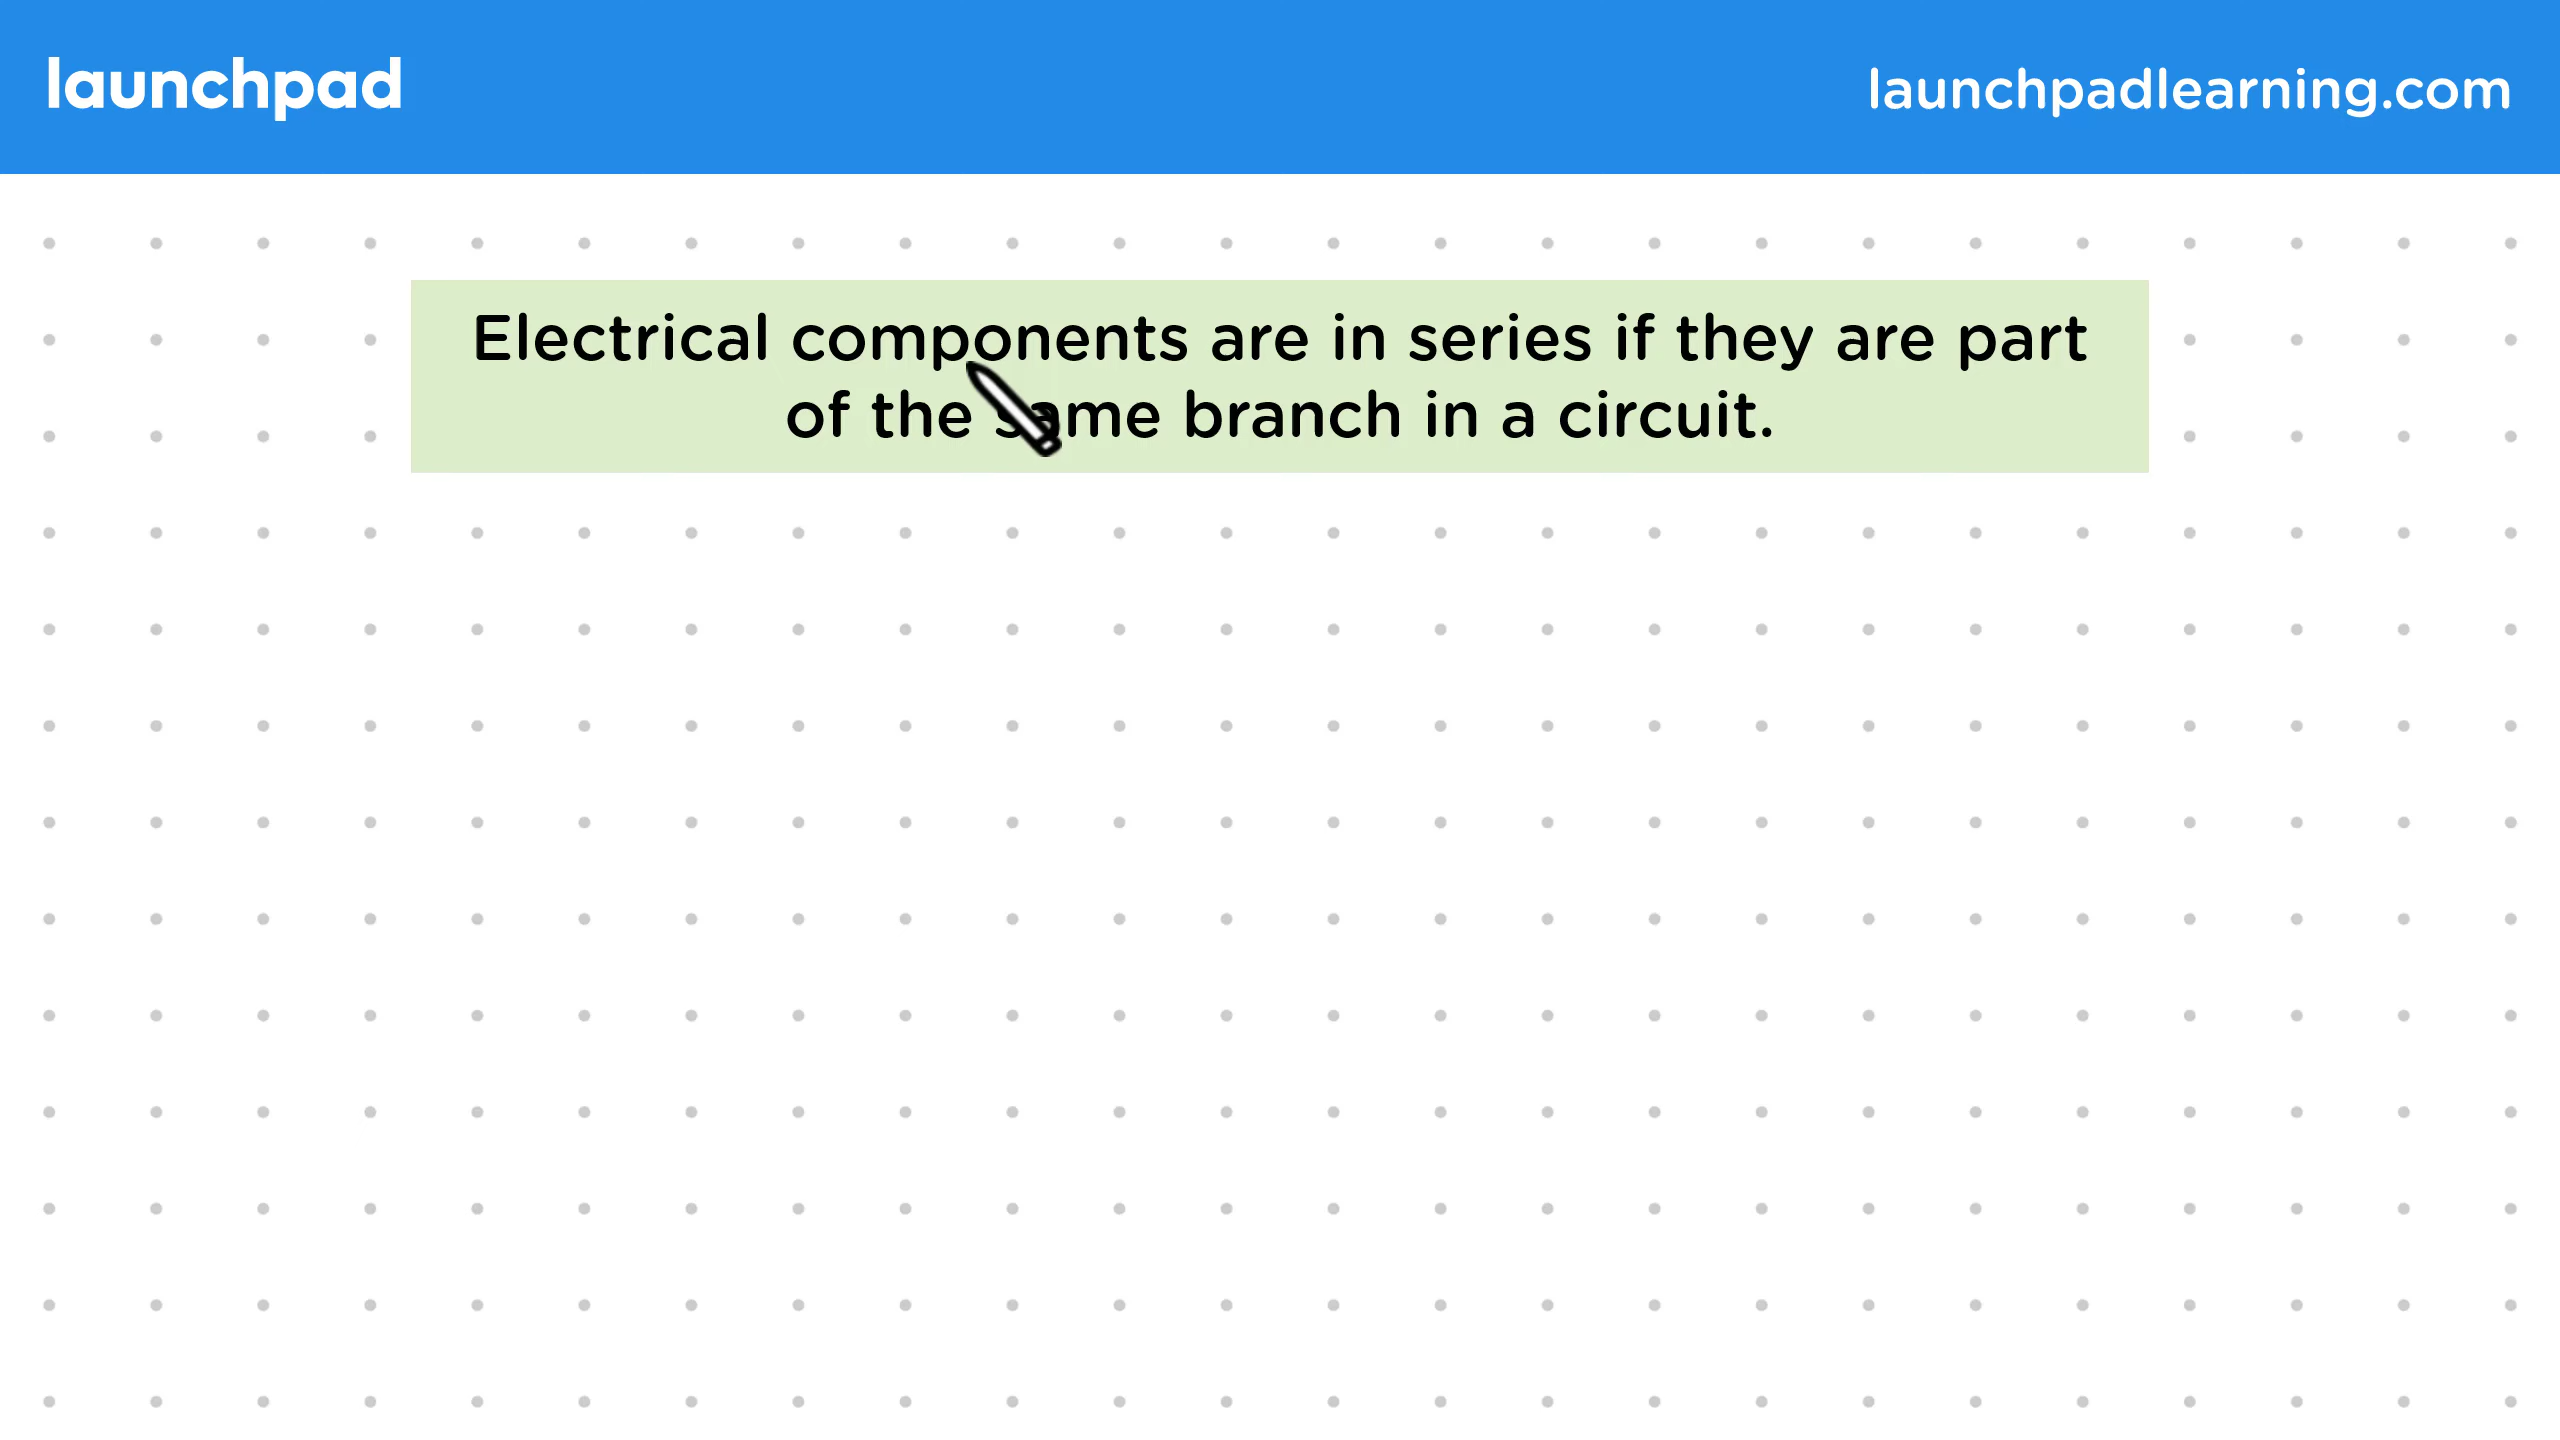 launchpad
launchpadlearning.com
Electrical components are in series if they are part
of the same branch in a circuit.